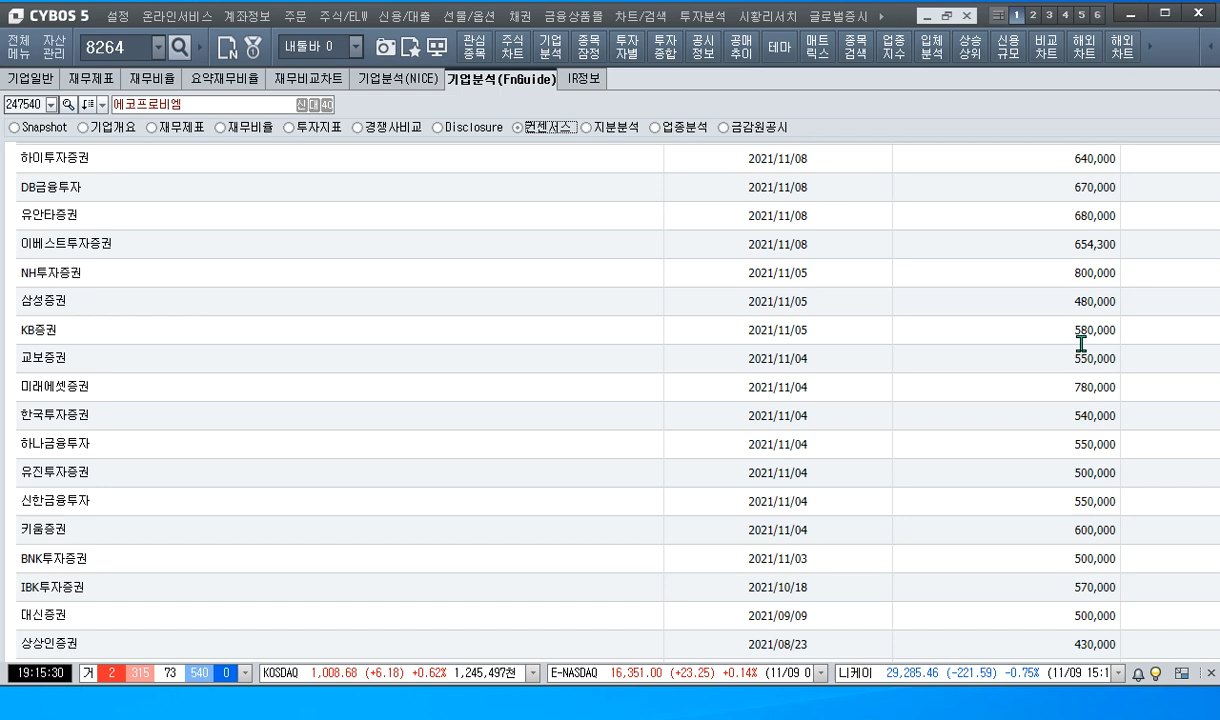 CYBOS 5 설정 온라인서비스 계좌정보 주문 주식/ELW 신용/대출 선물/옵션 채권 금융상품몰 차트/검색 투자분석 시황리서치 글로벌증시 1 2 3 4 5 6
전체메뉴 자산관리 8264 내툴바 0 관심종목 주식차트 기업분석 종목잠정 투자자별 투자종합 공시정보 공매추이 테마 매트릭스 종목검색 업종지수 입체분석 상승상위 신용규모 비교차트 해외차트 해외차트
기업일반 재무제표 재무비율 요약재무비율 재무비교차트 기업분석(NICE) 기업분석(FnGuide) IR정보
247540 에코프로비엠 신 대 40
Snapshot 기업개요 재무제표 재무비율 투자지표 경쟁사비교 Disclosure 컨센서스 지분분석 업종분석 금감원공시
하이투자증권 2021/11/08 640,000
DB금융투자 2021/11/08 670,000
유안타증권 2021/11/08 680,000
이베스트투자증권 2021/11/08 654,300
NH투자증권 2021/11/05 800,000
삼성증권 2021/11/05 480,000
KB증권 2021/11/05 580,000
교보증권 2021/11/04 550,000
미래에셋증권 2021/11/04 780,000
한국투자증권 2021/11/04 540,000
하나금융투자 2021/11/04 550,000
유진투자증권 2021/11/04 500,000
신한금융투자 2021/11/04 550,000
키움증권 2021/11/04 600,000
BNK투자증권 2021/11/03 500,000
IBK투자증권 2021/10/18 570,000
대신증권 2021/09/09 500,000
상상인증권 2021/08/23 430,000
19:15:30 거 2 315 73 540 0 KOSDAQ 1,008.68 (+6.18) +0.62% 1,245,497천 E-NASDAQ 16,351.00 (+23.25) +0.14% (11/09 0 니케이 29,285.46 (-221.59) -0.75% (11/09 15:1